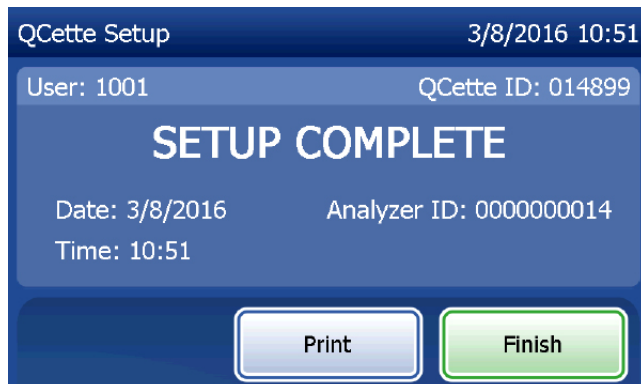 QCette Setup 3/8/2016 10:51
User: 1001 QCette ID: 014899
SETUP COMPLETE
Date: 3/8/2016 Analyzer ID: 0000000014
Time: 10:51
Print Finish